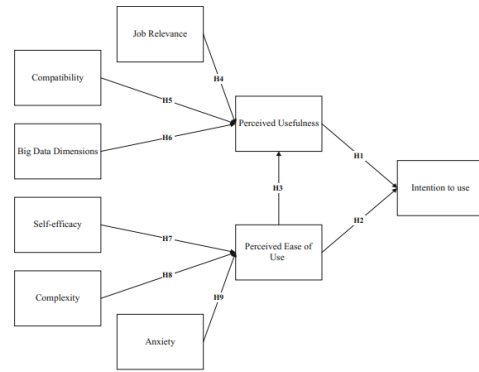 Job Relevance
H4
Compatibility
H5
Perceived Usefulness
Big Data Dimensions
H6
H1
H3
Intention to use
Self-efficacy
H7
Perceived Ease of
Use
H2
Complexity
H8
H9
Anxiety